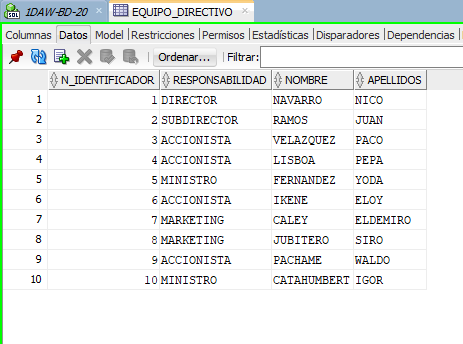 SQL 1DAW-BD-20 × EQUIPO_DIRECTIVO ×
Columnas Datos Model Restricciones Permisos Estadísticas Disparadores Dependencias
Ordenar... Filtrar:
N_IDENTIFICADOR RESPONSABILIDAD NOMBRE APELLIDOS
1 1 DIRECTOR NAVARRO NICO
2 2 SUBDIRECTOR RAMOS JUAN
3 3 ACCIONISTA VELAZQUEZ PACO
4 4 ACCIONISTA LISBOA PEPA
5 5 MINISTRO FERNANDEZ YODA
6 6 ACCIONISTA IKENE ELOY
7 7 MARKETING CALEY ELDEMIRO
8 8 MARKETING JUBITERO SIRO
9 9 ACCIONISTA PACHAME WALDO
10 10 MINISTRO CATAHUMBERT IGOR